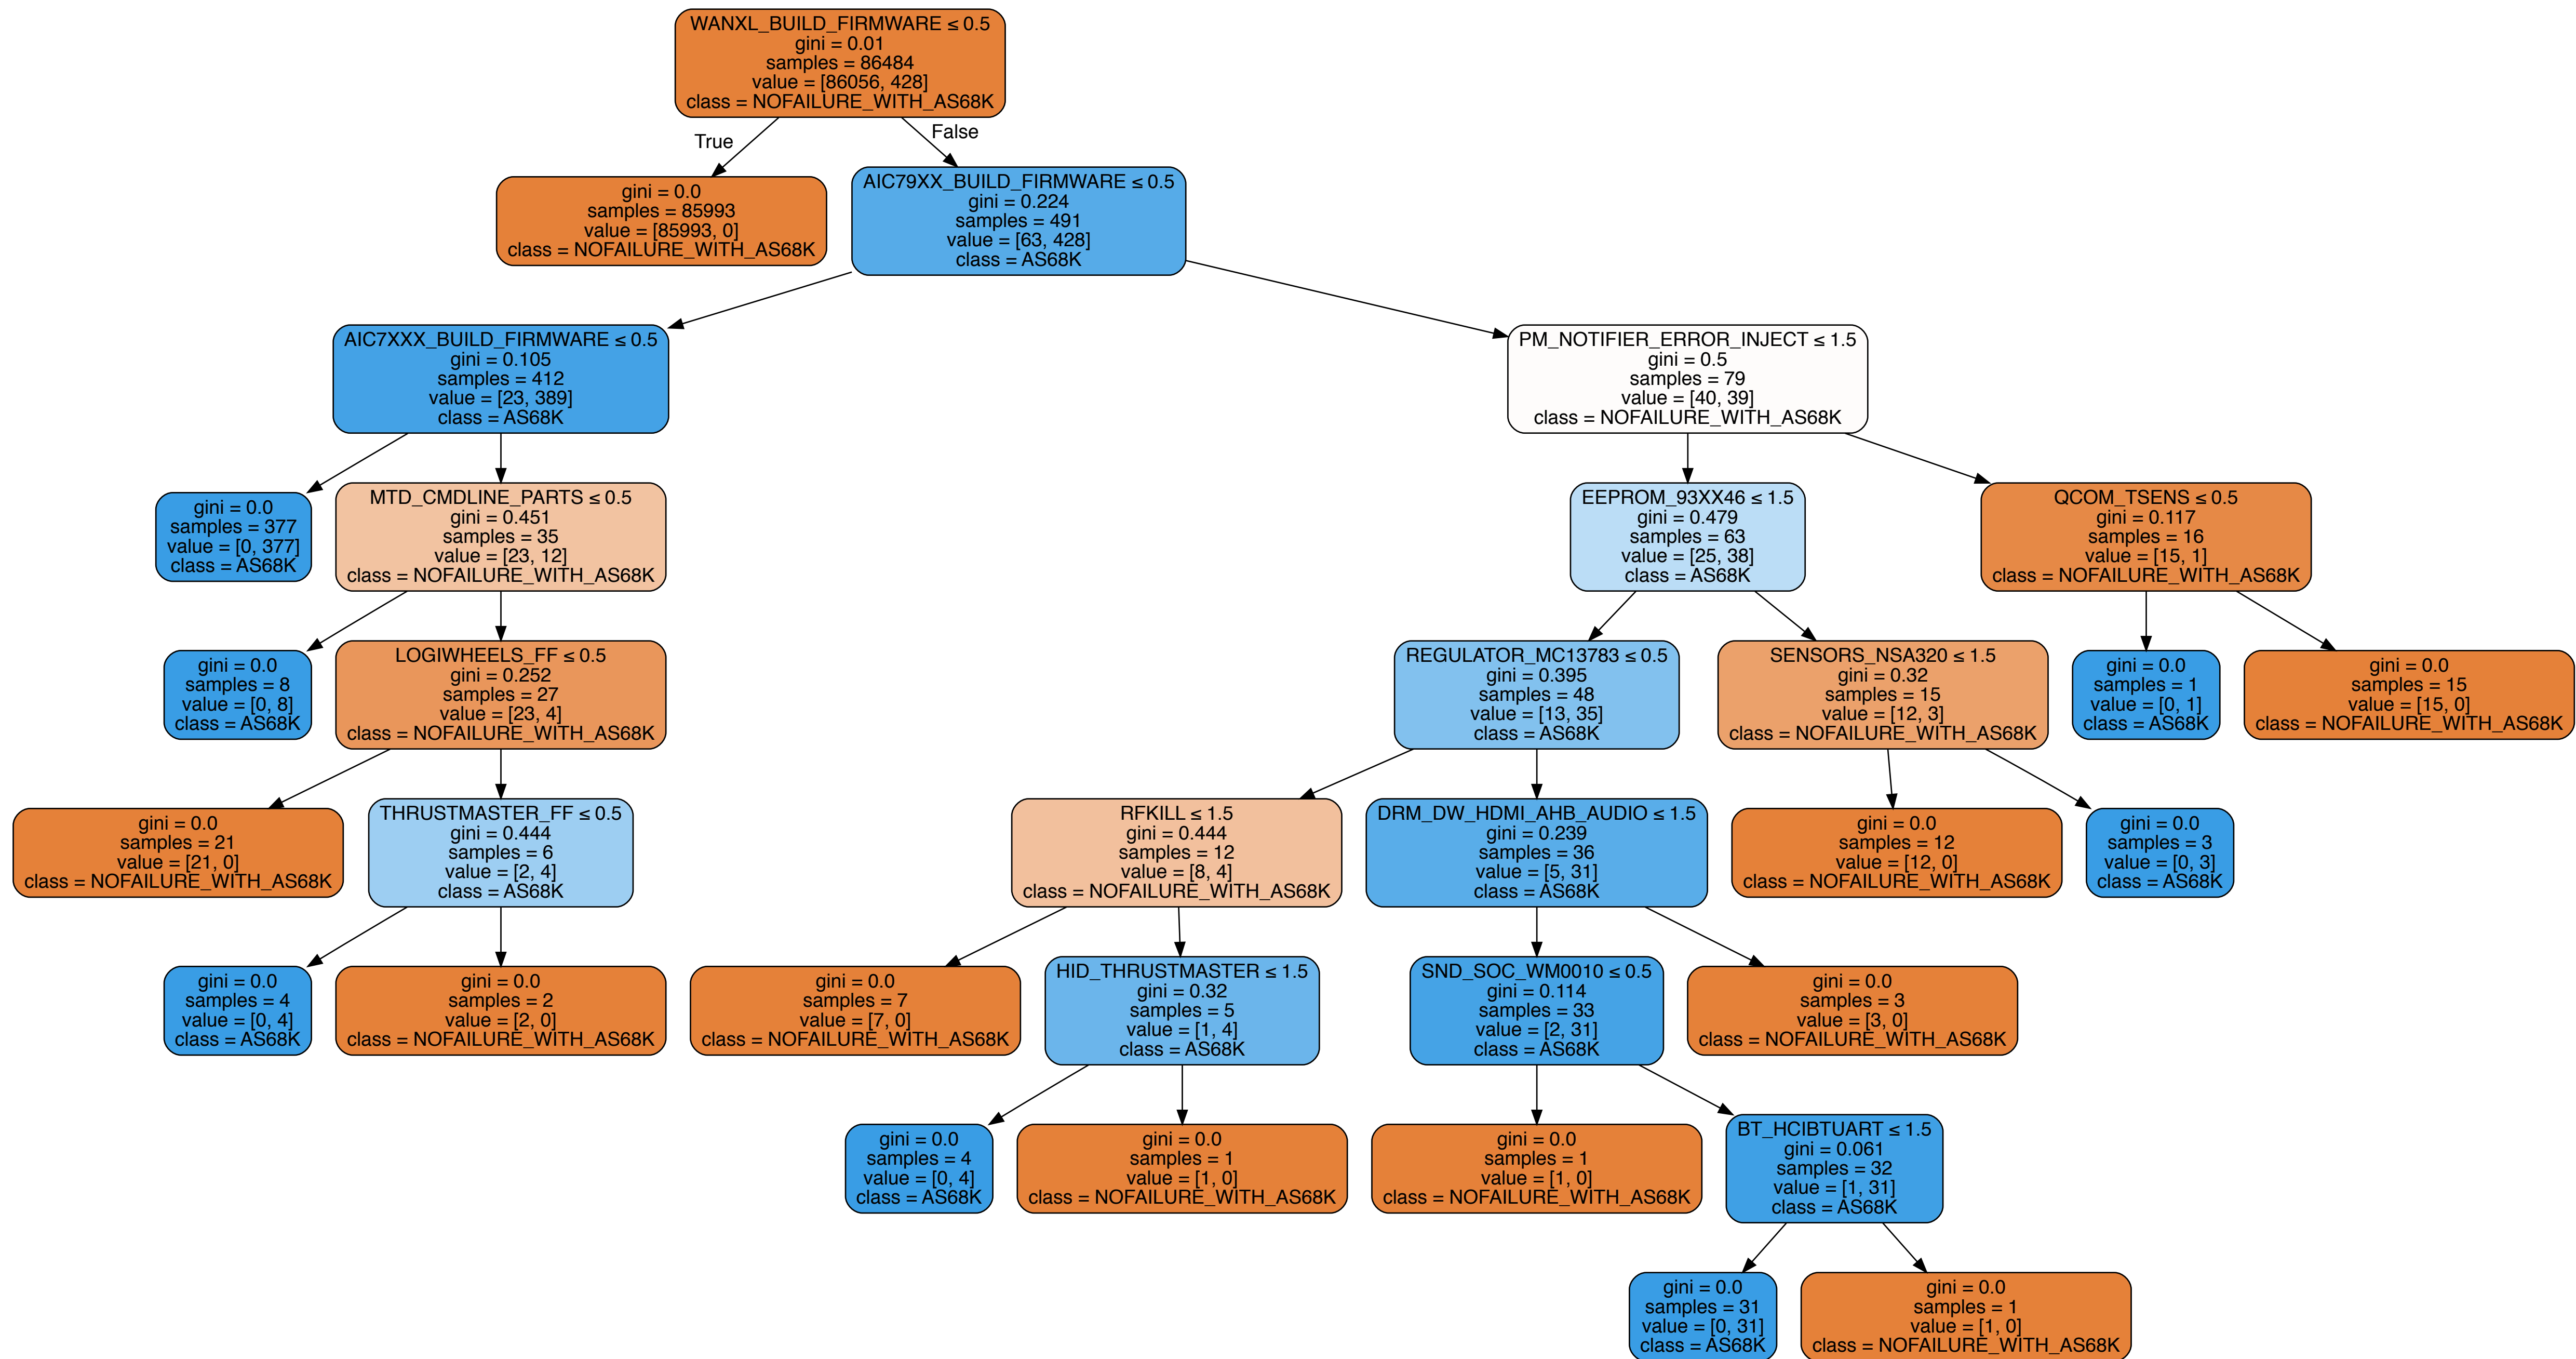 WANXL_BUILD_FIRMWARE ≤ 0.5
gini = 0.01
samples = 86484
value = [86056, 428]
class = NOFAILURE_WITH_AS68K
True
False
gini = 0.0
samples = 85993
value = [85993, 0]
class = NOFAILURE_WITH_AS68K
AIC79XX_BUILD_FIRMWARE ≤ 0.5
gini = 0.224
samples = 491
value = [63, 428]
class = AS68K
AIC7XXX_BUILD_FIRMWARE ≤ 0.5
gini = 0.105
samples = 412
value = [23, 389]
class = AS68K
PM_NOTIFIER_ERROR_INJECT ≤ 1.5
gini = 0.5
samples = 79
value = [40, 39]
class = NOFAILURE_WITH_AS68K
gini = 0.0
samples = 377
value = [0, 377]
class = AS68K
MTD_CMDLINE_PARTS ≤ 0.5
gini = 0.451
samples = 35
value = [23, 12]
class = NOFAILURE_WITH_AS68K
EEPROM_93XX46 ≤ 1.5
gini = 0.479
samples = 63
value = [25, 38]
class = AS68K
QCOM_TSENS ≤ 0.5
gini = 0.117
samples = 16
value = [15, 1]
class = NOFAILURE_WITH_AS68K
gini = 0.0
samples = 8
value = [0, 8]
class = AS68K
LOGIWHEELS_FF ≤ 0.5
gini = 0.252
samples = 27
value = [23, 4]
class = NOFAILURE_WITH_AS68K
REGULATOR_MC13783 ≤ 0.5
gini = 0.395
samples = 48
value = [13, 35]
class = AS68K
SENSORS_NSA320 ≤ 1.5
gini = 0.32
samples = 15
value = [12, 3]
class = NOFAILURE_WITH_AS68K
gini = 0.0
samples = 1
value = [0, 1]
class = AS68K
gini = 0.0
samples = 15
value = [15, 0]
class = NOFAILURE_WITH_AS68K
gini = 0.0
samples = 21
value = [21, 0]
class = NOFAILURE_WITH_AS68K
THRUSTMASTER_FF ≤ 0.5
gini = 0.444
samples = 6
value = [2, 4]
class = AS68K
RFKILL ≤ 1.5
gini = 0.444
samples = 12
value = [8, 4]
class = NOFAILURE_WITH_AS68K
DRM_DW_HDMI_AHB_AUDIO ≤ 1.5
gini = 0.239
samples = 36
value = [5, 31]
class = AS68K
gini = 0.0
samples = 12
value = [12, 0]
class = NOFAILURE_WITH_AS68K
gini = 0.0
samples = 3
value = [0, 3]
class = AS68K
gini = 0.0
samples = 4
value = [0, 4]
class = AS68K
gini = 0.0
samples = 2
value = [2, 0]
class = NOFAILURE_WITH_AS68K
gini = 0.0
samples = 7
value = [7, 0]
class = NOFAILURE_WITH_AS68K
HID_THRUSTMASTER ≤ 1.5
gini = 0.32
samples = 5
value = [1, 4]
class = AS68K
SND_SOC_WM0010 ≤ 0.5
gini = 0.114
samples = 33
value = [2, 31]
class = AS68K
gini = 0.0
samples = 3
value = [3, 0]
class = NOFAILURE_WITH_AS68K
gini = 0.0
samples = 4
value = [0, 4]
class = AS68K
gini = 0.0
samples = 1
value = [1, 0]
class = NOFAILURE_WITH_AS68K
gini = 0.0
samples = 1
value = [1, 0]
class = NOFAILURE_WITH_AS68K
BT_HCIBTUART ≤ 1.5
gini = 0.061
samples = 32
value = [1, 31]
class = AS68K
gini = 0.0
samples = 31
value = [0, 31]
class = AS68K
gini = 0.0
samples = 1
value = [1, 0]
class = NOFAILURE_WITH_AS68K